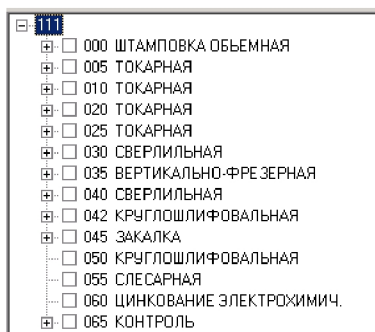 111
000 ШТАМПОВКА ОБЬЕМНАЯ
005 ТОКАРНАЯ
010 ТОКАРНАЯ
020 ТОКАРНАЯ
025 ТОКАРНАЯ
030 СВЕРЛИЛЬНАЯ
035 ВЕРТИКАЛЬНО-ФРЕЗЕРНАЯ
040 СВЕРЛИЛЬНАЯ
042 КРУГЛОШЛИФОВАЛЬНАЯ
045 ЗАКАЛКА
050 КРУГЛОШЛИФОВАЛЬНАЯ
055 СЛЕСАРНАЯ
060 ЦИНКОВАНИЕ ЭЛЕКТРОХИМИЧ.
065 КОНТРОЛЬ